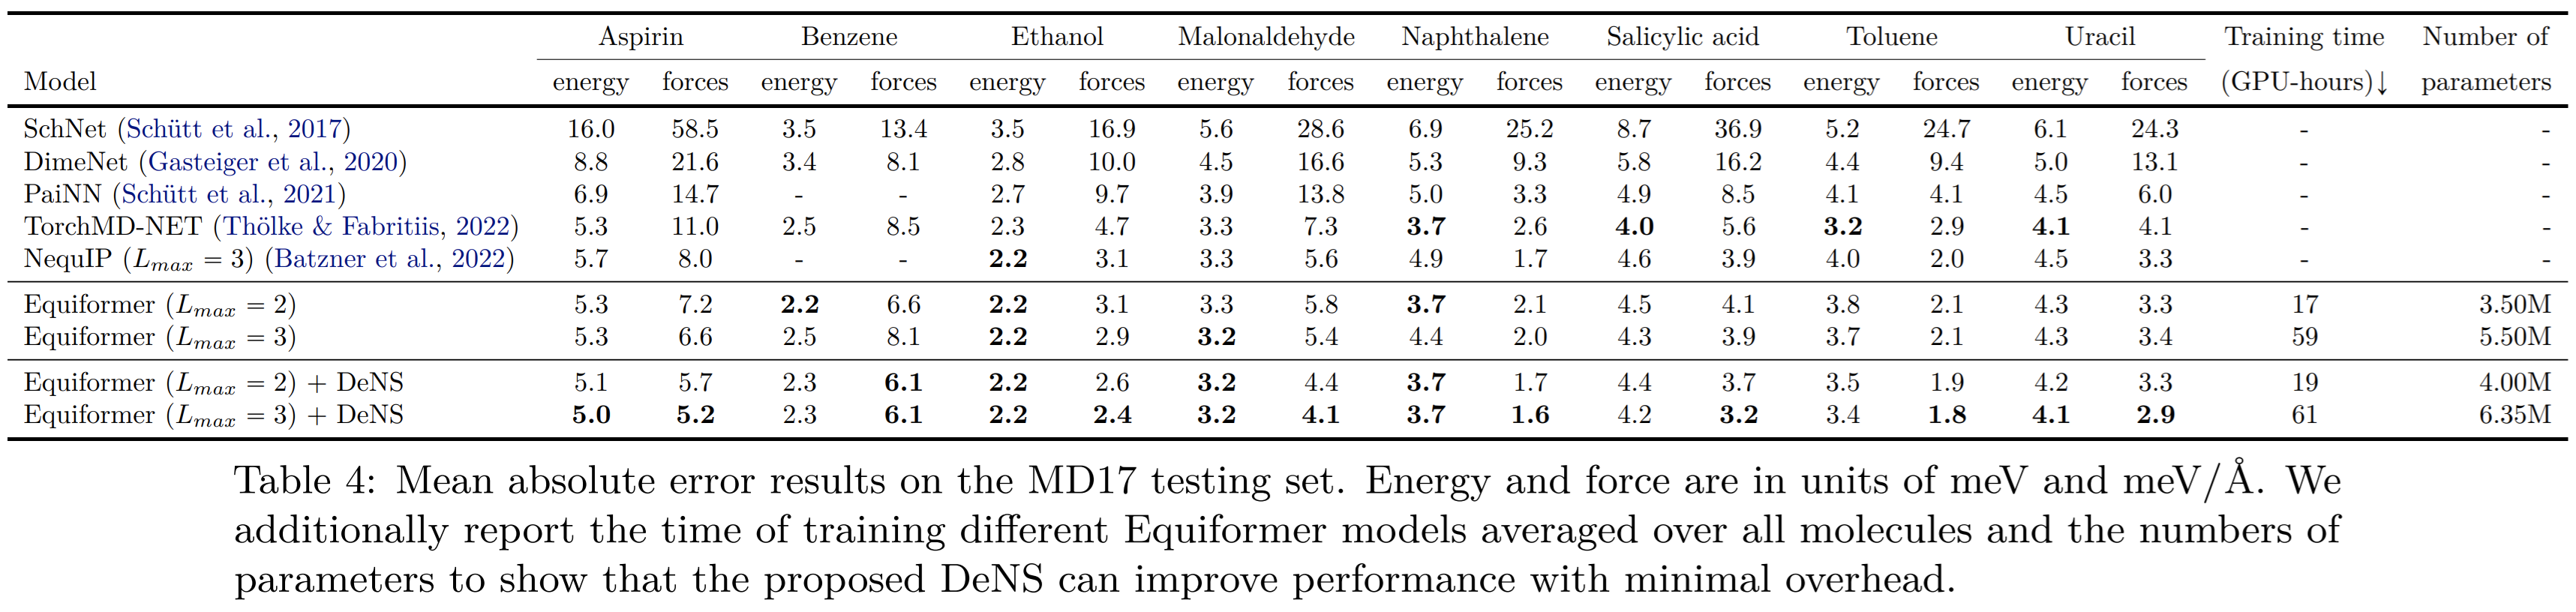 Aspirin Benzene Ethanol Malonaldehyde Naphthalene Salicylic acid Toluene Uracil Training time Number of
Model energy forces energy forces energy forces energy forces energy forces energy forces energy forces energy forces (GPU-hours)↓ parameters
SchNet (Schütt et al., 2017) 16.0 58.5 3.5 13.4 3.5 16.9 5.6 28.6 6.9 25.2 8.7 36.9 5.2 24.7 6.1 24.3 - -
DimeNet (Gasteiger et al., 2020) 8.8 21.6 3.4 8.1 2.8 10.0 4.5 16.6 5.3 9.3 5.8 16.2 4.4 9.4 5.0 13.1 - -
PaiNN (Schütt et al., 2021) 6.9 14.7 - - 2.7 9.7 3.9 13.8 5.0 3.3 4.9 8.5 4.1 4.1 4.5 6.0 - -
TorchMD-NET (Thölke & Fabritiis, 2022) 5.3 11.0 2.5 8.5 2.3 4.7 3.3 7.3 3.7 2.6 4.0 5.6 3.2 2.9 4.1 4.1 - -
NequIP (Lmax = 3) (Batzner et al., 2022) 5.7 8.0 - - 2.2 3.1 3.3 5.6 4.9 1.7 4.6 3.9 4.0 2.0 4.5 3.3 - -
Equiformer (Lmax = 2) 5.3 7.2 2.2 6.6 2.2 3.1 3.3 5.8 3.7 2.1 4.5 4.1 3.8 2.1 4.3 3.3 17 3.50M
Equiformer (Lmax = 3) 5.3 6.6 2.5 8.1 2.2 2.9 3.2 5.4 4.4 2.0 4.3 3.9 3.7 2.1 4.3 3.4 59 5.50M
Equiformer (Lmax = 2) + DeNS 5.1 5.7 2.3 6.1 2.2 2.6 3.2 4.4 3.7 1.7 4.4 3.7 3.5 1.9 4.2 3.3 19 4.00M
Equiformer (Lmax = 3) + DeNS 5.0 5.2 2.3 6.1 2.2 2.4 3.2 4.1 3.7 1.6 4.2 3.2 3.4 1.8 4.1 2.9 61 6.35M
Table 4: Mean absolute error results on the MD17 testing set. Energy and force are in units of meV and meV/Å. We
additionally report the time of training different Equiformer models averaged over all molecules and the numbers of
parameters to show that the proposed DeNS can improve performance with minimal overhead.